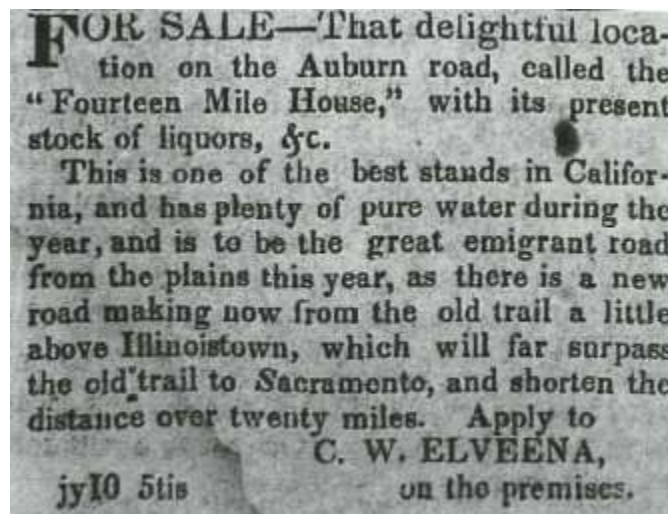 FOR SALE—That delightful loca-
tion on the Auburn road, called the
"Fourteen Mile House," with its present
stock of liquors, &c.
This is one of the best stands in Califor-
nia, and has plenty of pure water during the
year, and is to be the great emigrant road
from the plains this year, as there is a new
road making now from the old trail a little
above Illinoistown, which will far surpass
the old trail to Sacramento, and shorten the
distance over twenty miles. Apply to
C. W. ELVEENA,
jy10 5tis on the premises.